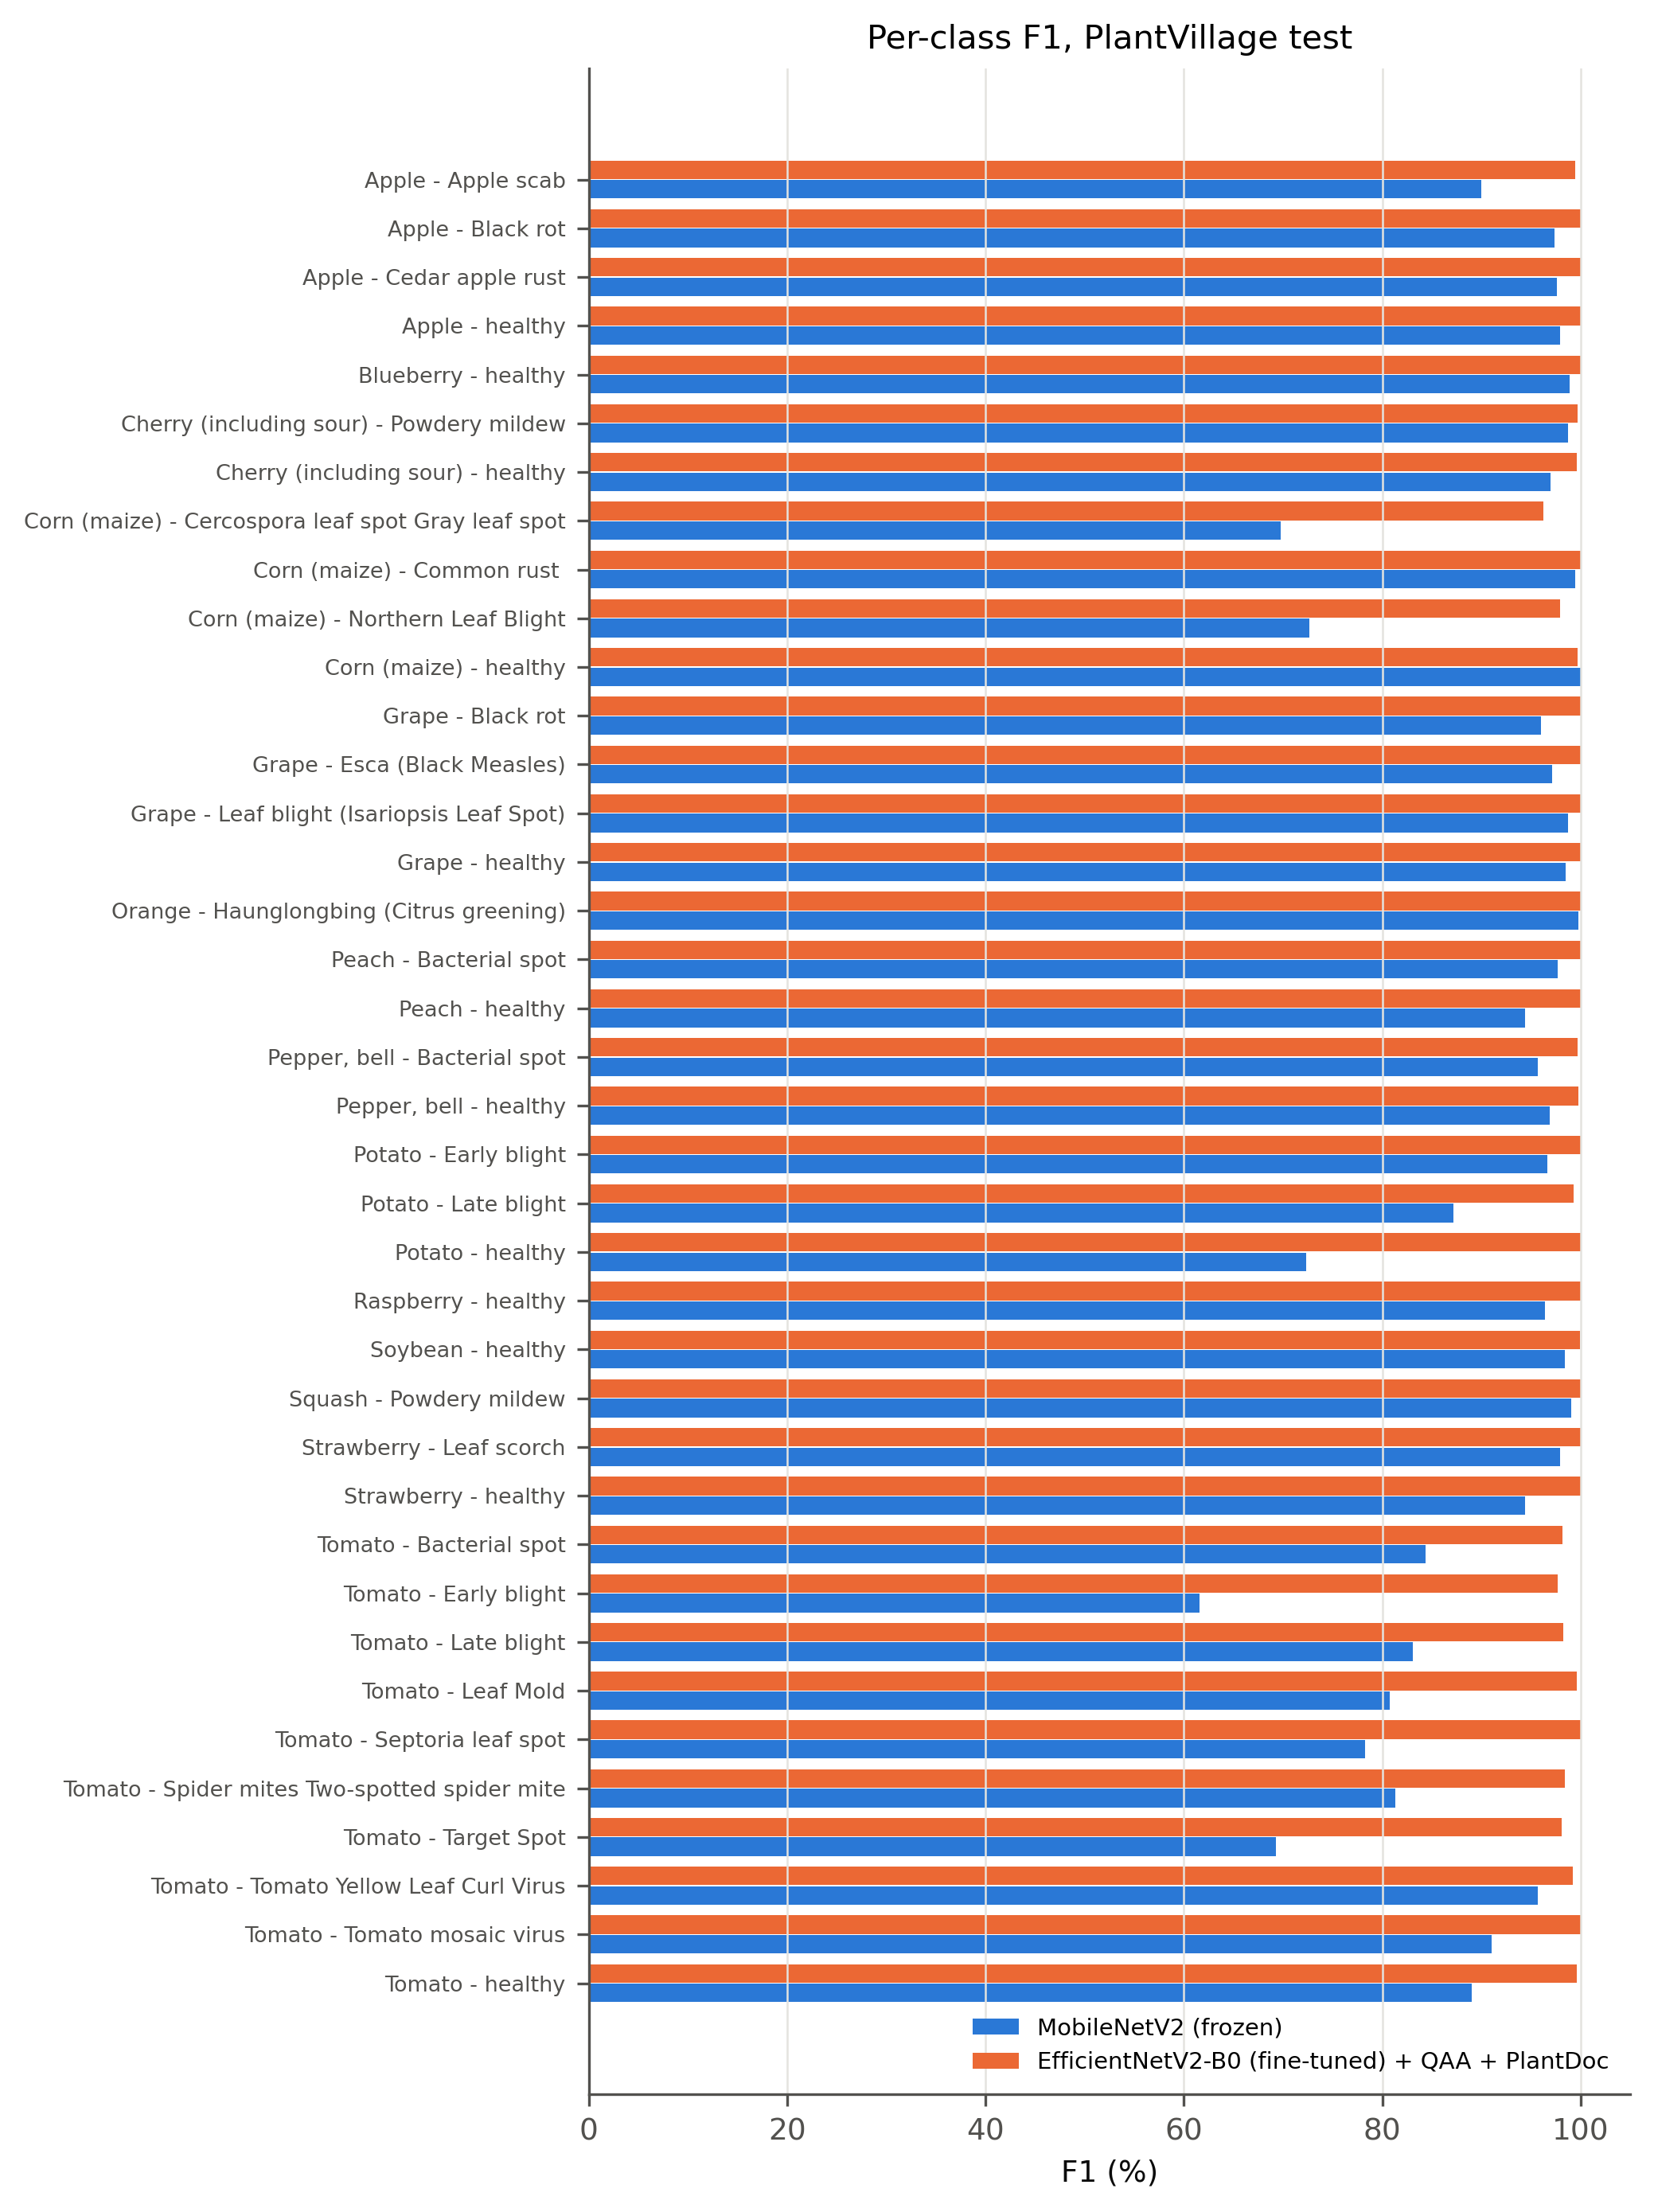 Per-class F1, PlantVillage test
Apple - Apple scab
Apple - Black rot
Apple - Cedar apple rust
Apple - healthy
Blueberry - healthy
Cherry (including sour) - Powdery mildew
Cherry (including sour) - healthy
Corn (maize) - Cercospora leaf spot Gray leaf spot
Corn (maize) - Common rust
Corn (maize) - Northern Leaf Blight
Corn (maize) - healthy
Grape - Black rot
Grape - Esca (Black Measles)
Grape - Leaf blight (Isariopsis Leaf Spot)
Grape - healthy
Orange - Haunglongbing (Citrus greening)
Peach - Bacterial spot
Peach - healthy
Pepper, bell - Bacterial spot
Pepper, bell - healthy
Potato - Early blight
Potato - Late blight
Potato - healthy
Raspberry - healthy
Soybean - healthy
Squash - Powdery mildew
Strawberry - Leaf scorch
Strawberry - healthy
Tomato - Bacterial spot
Tomato - Early blight
Tomato - Late blight
Tomato - Leaf Mold
Tomato - Septoria leaf spot
Tomato - Spider mites Two-spotted spider mite
Tomato - Target Spot
Tomato - Tomato Yellow Leaf Curl Virus
Tomato - Tomato mosaic virus
Tomato - healthy
MobileNetV2 (frozen)
EfficientNetV2-B0 (fine-tuned) + QAA + PlantDoc
0 20 40 60 80 100
F1 (%)